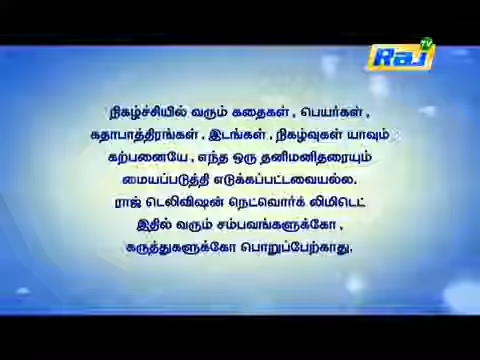 Raj TV
நிகழ்ச்சியில் வரும் கதைகள் , பெயர்கள் ,
கதாபாத்திரங்கள் , இடங்கள் , நிகழ்வுகள் யாவும்
கற்பனையே , எந்த ஒரு தனிமனிதரையும்
மையப்படுத்தி எடுக்கப்பட்டவையல்ல.
ராஜ் டெலிவிஷன் நெட்வொர்க் லிமிடெட்
இதில் வரும் சம்பவங்களுக்கோ ,
கருத்துகளுக்கோ பொறுப்பேற்காது.